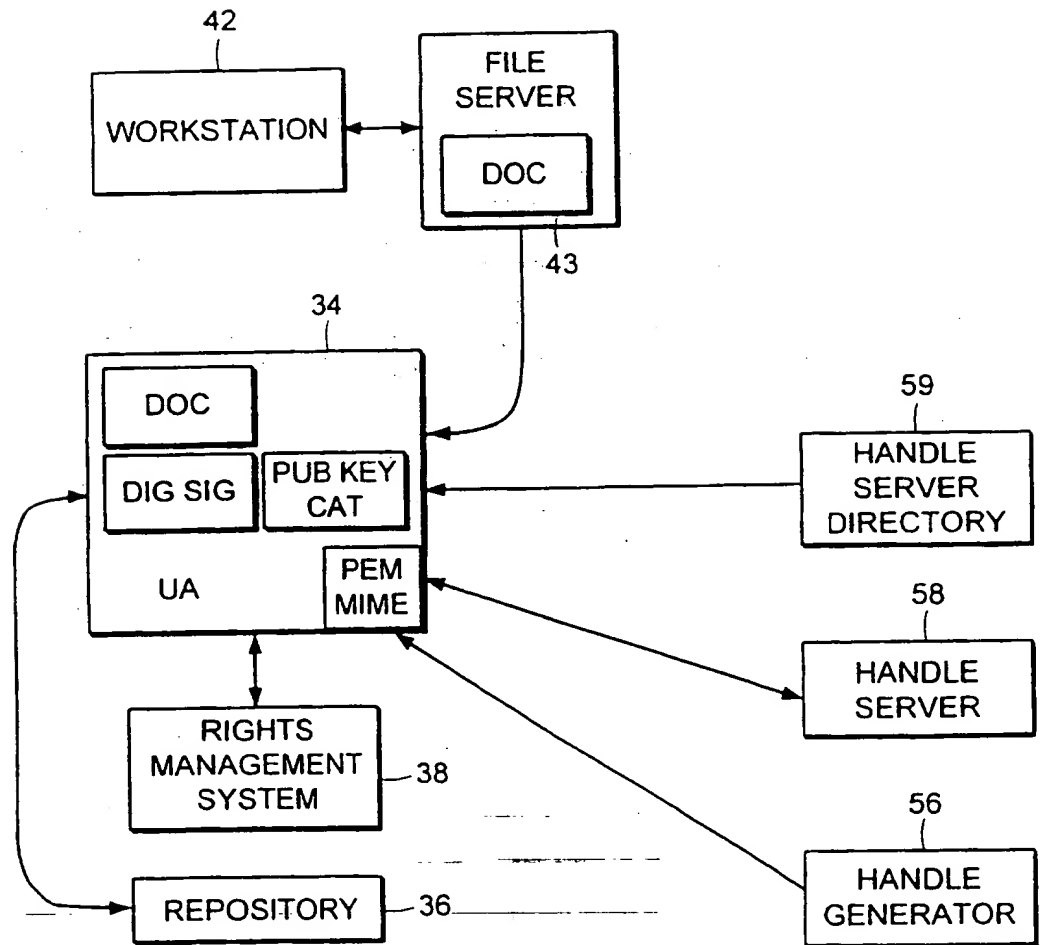 42
WORKSTATION
FILE
SERVER
DOC
43
34
DOC
DIG SIG
PUB KEY
CAT
UA
PEM
MIME
59
HANDLE
SERVER
DIRECTORY
58
HANDLE
SERVER
RIGHTS
MANAGEMENT
SYSTEM
38
56
HANDLE
GENERATOR
REPOSITORY
36